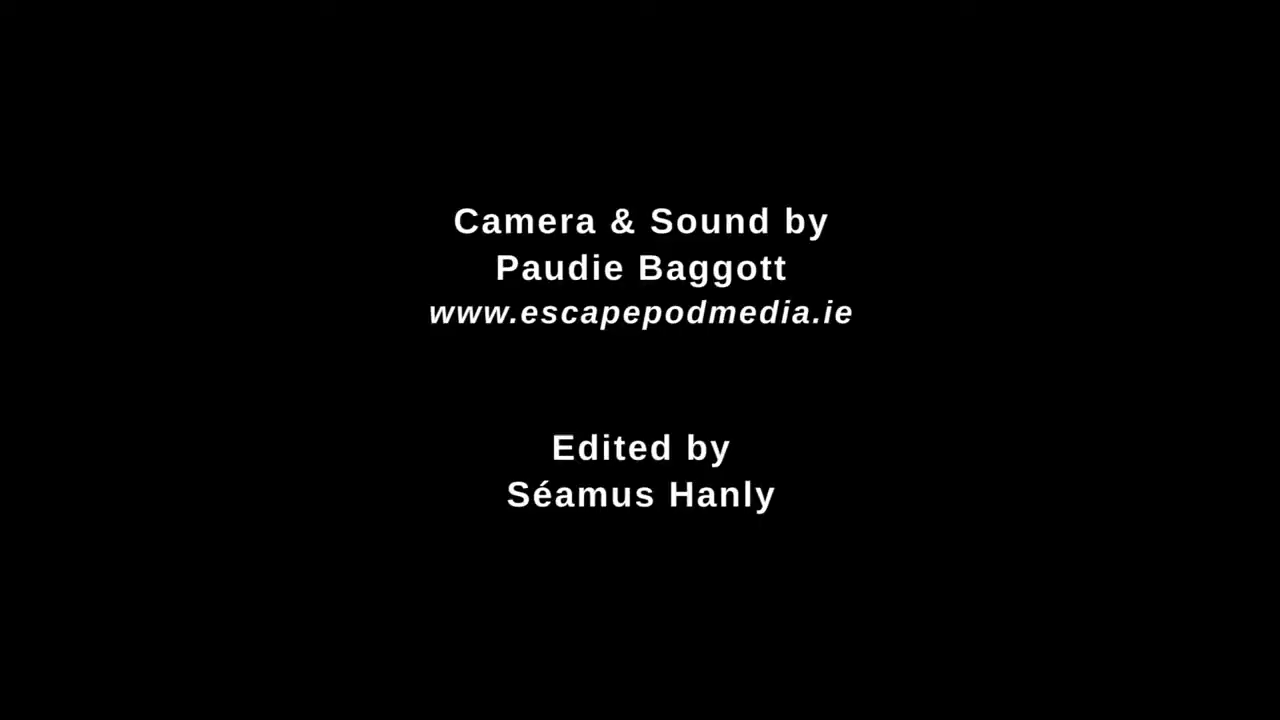 Camera & Sound by
Paudie Baggott
www.escapepodmedia.ie
Edited by
Séamus Hanly